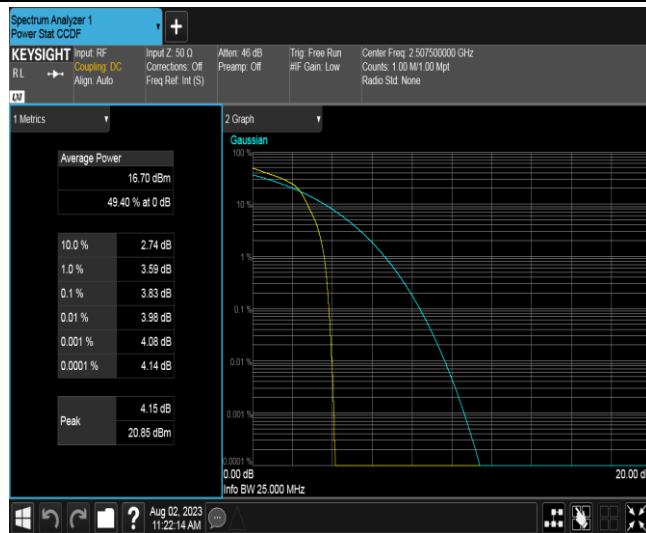 Spectrum Analyzer 1
Power Stat CCDF
+
KEYSIGHT
RL
Input: RF
Coupling: DC
Align: Auto
Input Z: 50 Ω
Corrections: Off
Freq Ref: Int (S)
Atten: 46 dB
Preamp: Off
Trig: Free Run
#IF Gain: Low
Center Freq: 2.507500000 GHz
Counts: 1.00 M/1.00 Mpt
Radio Std: None
1 Metrics
Average Power
16.70 dBm
49.40 % at 0 dB
10.0 % 2.74 dB
1.0 % 3.59 dB
0.1 % 3.83 dB
0.01 % 3.98 dB
0.001 % 4.08 dB
0.0001 % 4.14 dB
Peak
4.15 dB
20.85 dBm
2 Graph
Gaussian
100 %
10 %
1 %
0.1 %
0.01 %
0.001 %
0.0001 %
0.00 dB
20.00 d
Info BW 25.000 MHz
?
Aug 02, 2023
11:22:14 AM